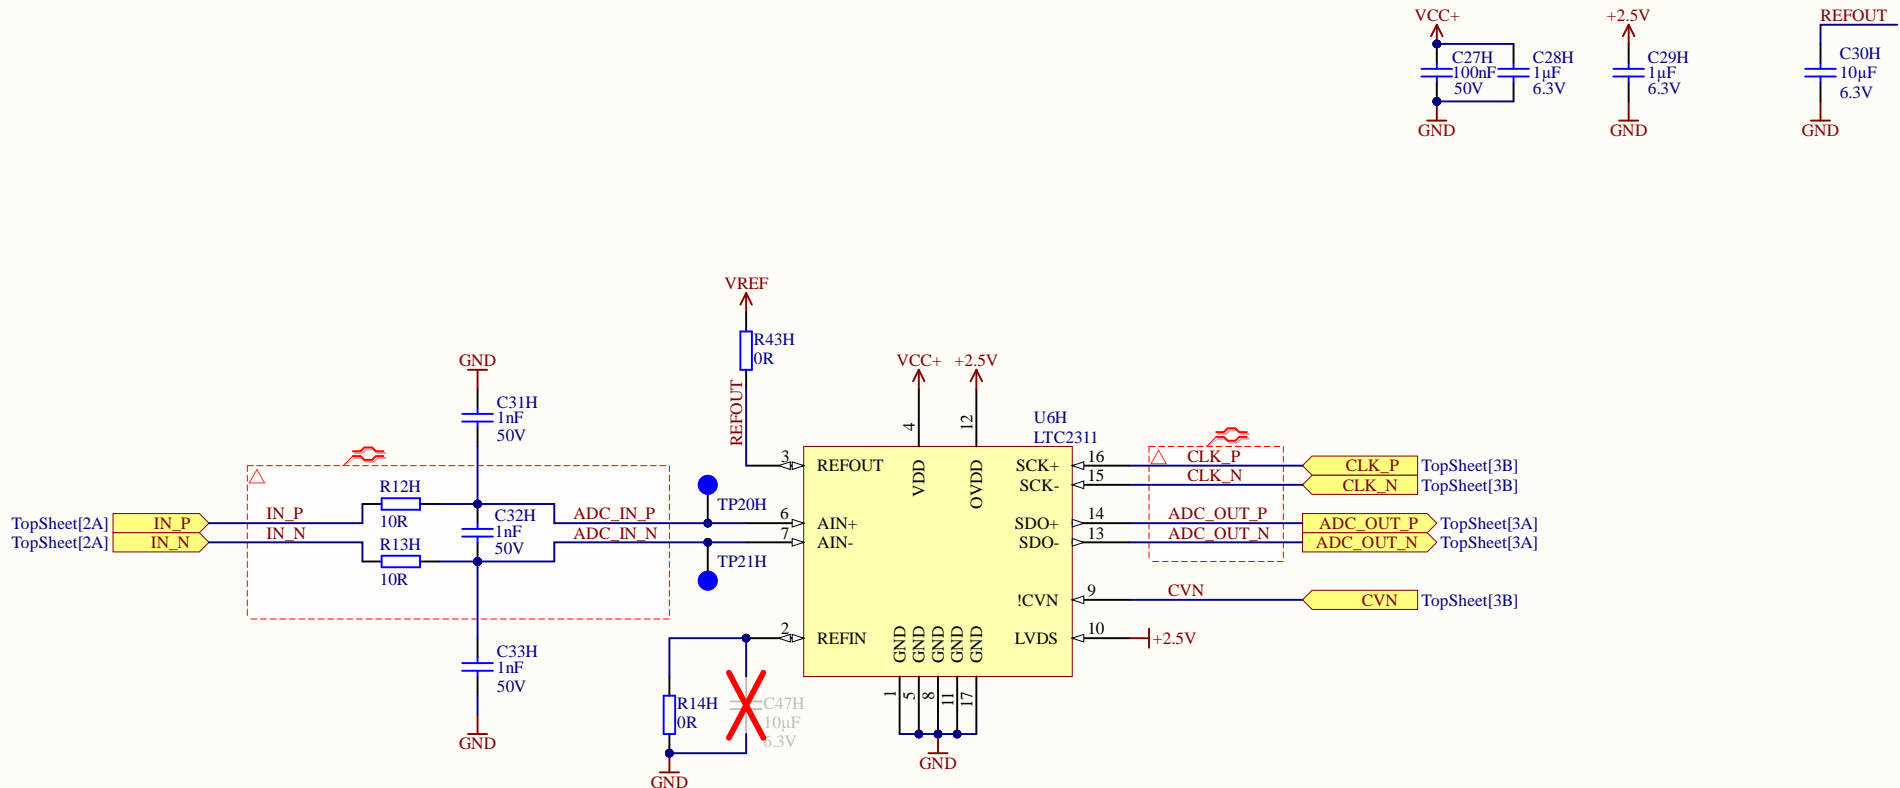 VCC+
+2.5V
REFOUT
C27H
100nF
50V
C28H
1µF
6.3V
C29H
1µF
6.3V
C30H
10µF
6.3V
GND
GND
GND
VREF
R43H
0R
REFOUT
GND
C31H
1nF
50V
VCC+
+2.5V
4
12
U6H
LTC2311
3
REFOUT
VDD
OVDD
SCK+
16
CLK_P
CLK_P
TopSheet[3B]
SCK-
15
CLK_N
CLK_N
TopSheet[3B]
R12H
10R
C32H
1nF
50V
TP20H
TopSheet[2A]
IN_P
IN_P
ADC_IN_P
6
AIN+
SDO+
14
ADC_OUT_P
ADC_OUT_P
TopSheet[3A]
TopSheet[2A]
IN_N
IN_N
ADC_IN_N
7
AIN-
SDO-
13
ADC_OUT_N
ADC_OUT_N
TopSheet[3A]
R13H
10R
TP21H
!CVN
9
CVN
CVN
TopSheet[3B]
2
REFIN
GND
GND
GND
GND
GND
LVDS
10
+2.5V
C33H
1nF
50V
GND
R14H
0R
C47H
10µF
6.3V
1
5
8
11
17
GND
GND